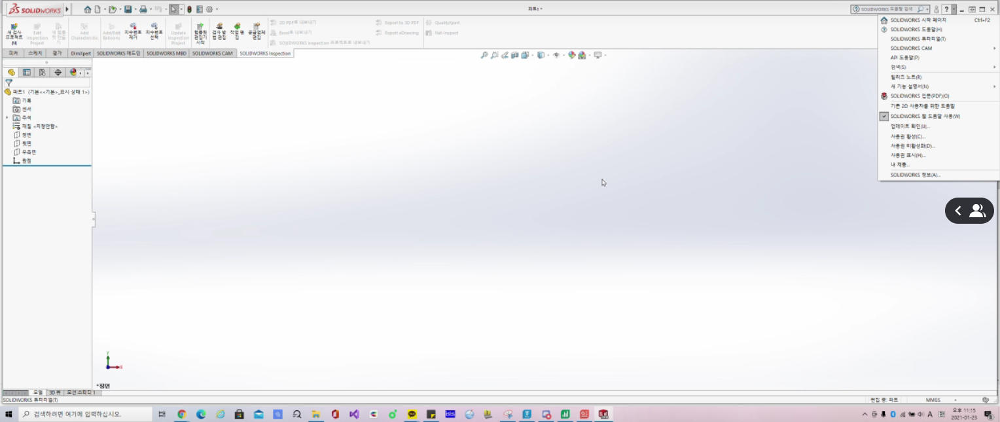 SOLIDWORKS
파트1 *
SOLIDWORKS 도움말 검색
새 검사 프로젝트 (N)
Edit Inspection Project
Add Characteristic
Add/Edit Balloons
지수번호 제거
지수번호 선택
Update Inspection Project
템플릿 편집기 시작
검사 방법 편집
작업 편집
공급업체 편집
2D PDF로 내보내기
Excel로 내보내기
SOLIDWORKS Inspection 프로젝트로 내보내기
Export to 3D PDF
Export eDrawing
QualityXpert
Net-Inspect
피처
스케치
평가
DimXpert
SOLIDWORKS 애드인
SOLIDWORKS MBD
SOLIDWORKS CAM
SOLIDWORKS Inspection
파트1 (기본<<기본>_표시 상태 1>)
기록
센서
주석
재질 <지정안함>
정면
윗면
우측면
원점
SOLIDWORKS 시작 페이지 Ctrl+F2
SOLIDWORKS 도움말(H)
SOLIDWORKS 튜터리얼(T)
SOLIDWORKS CAM
API 도움말(P)
검색(S)
릴리즈 노트(R)
새 기능 설명서(N)
SOLIDWORKS 입문(PDF)(O)
기존 2D 사용자를 위한 도움말
SOLIDWORKS 웹 도움말 사용(W)
업데이트 확인(U)...
사용권 활성(C)...
사용권 비활성화(D)...
사용권 표시(H)...
내 제품...
SOLIDWORKS 정보(A)...
Y
X
*정면
모델
3D 뷰
모션 스터디 1
SOLIDWORKS 튜터리얼(T)
편집 중: 파트
MMGS
검색하려면 여기에 입력하십시오.
A
오후 11:15
2021-01-23